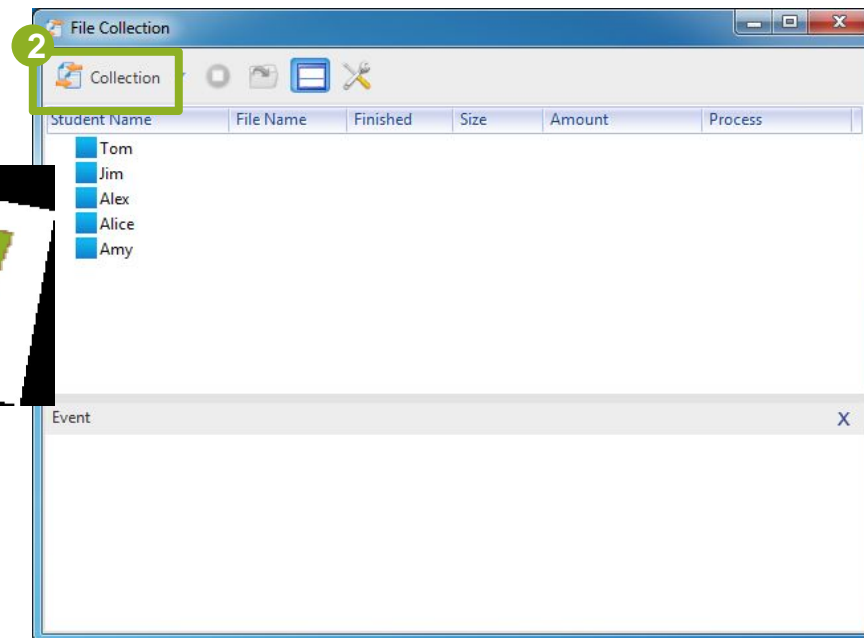 File Collection
2
Collection
Student Name File Name Finished Size Amount Process
Tom
Jim
Alex
Alice
Amy
Event X